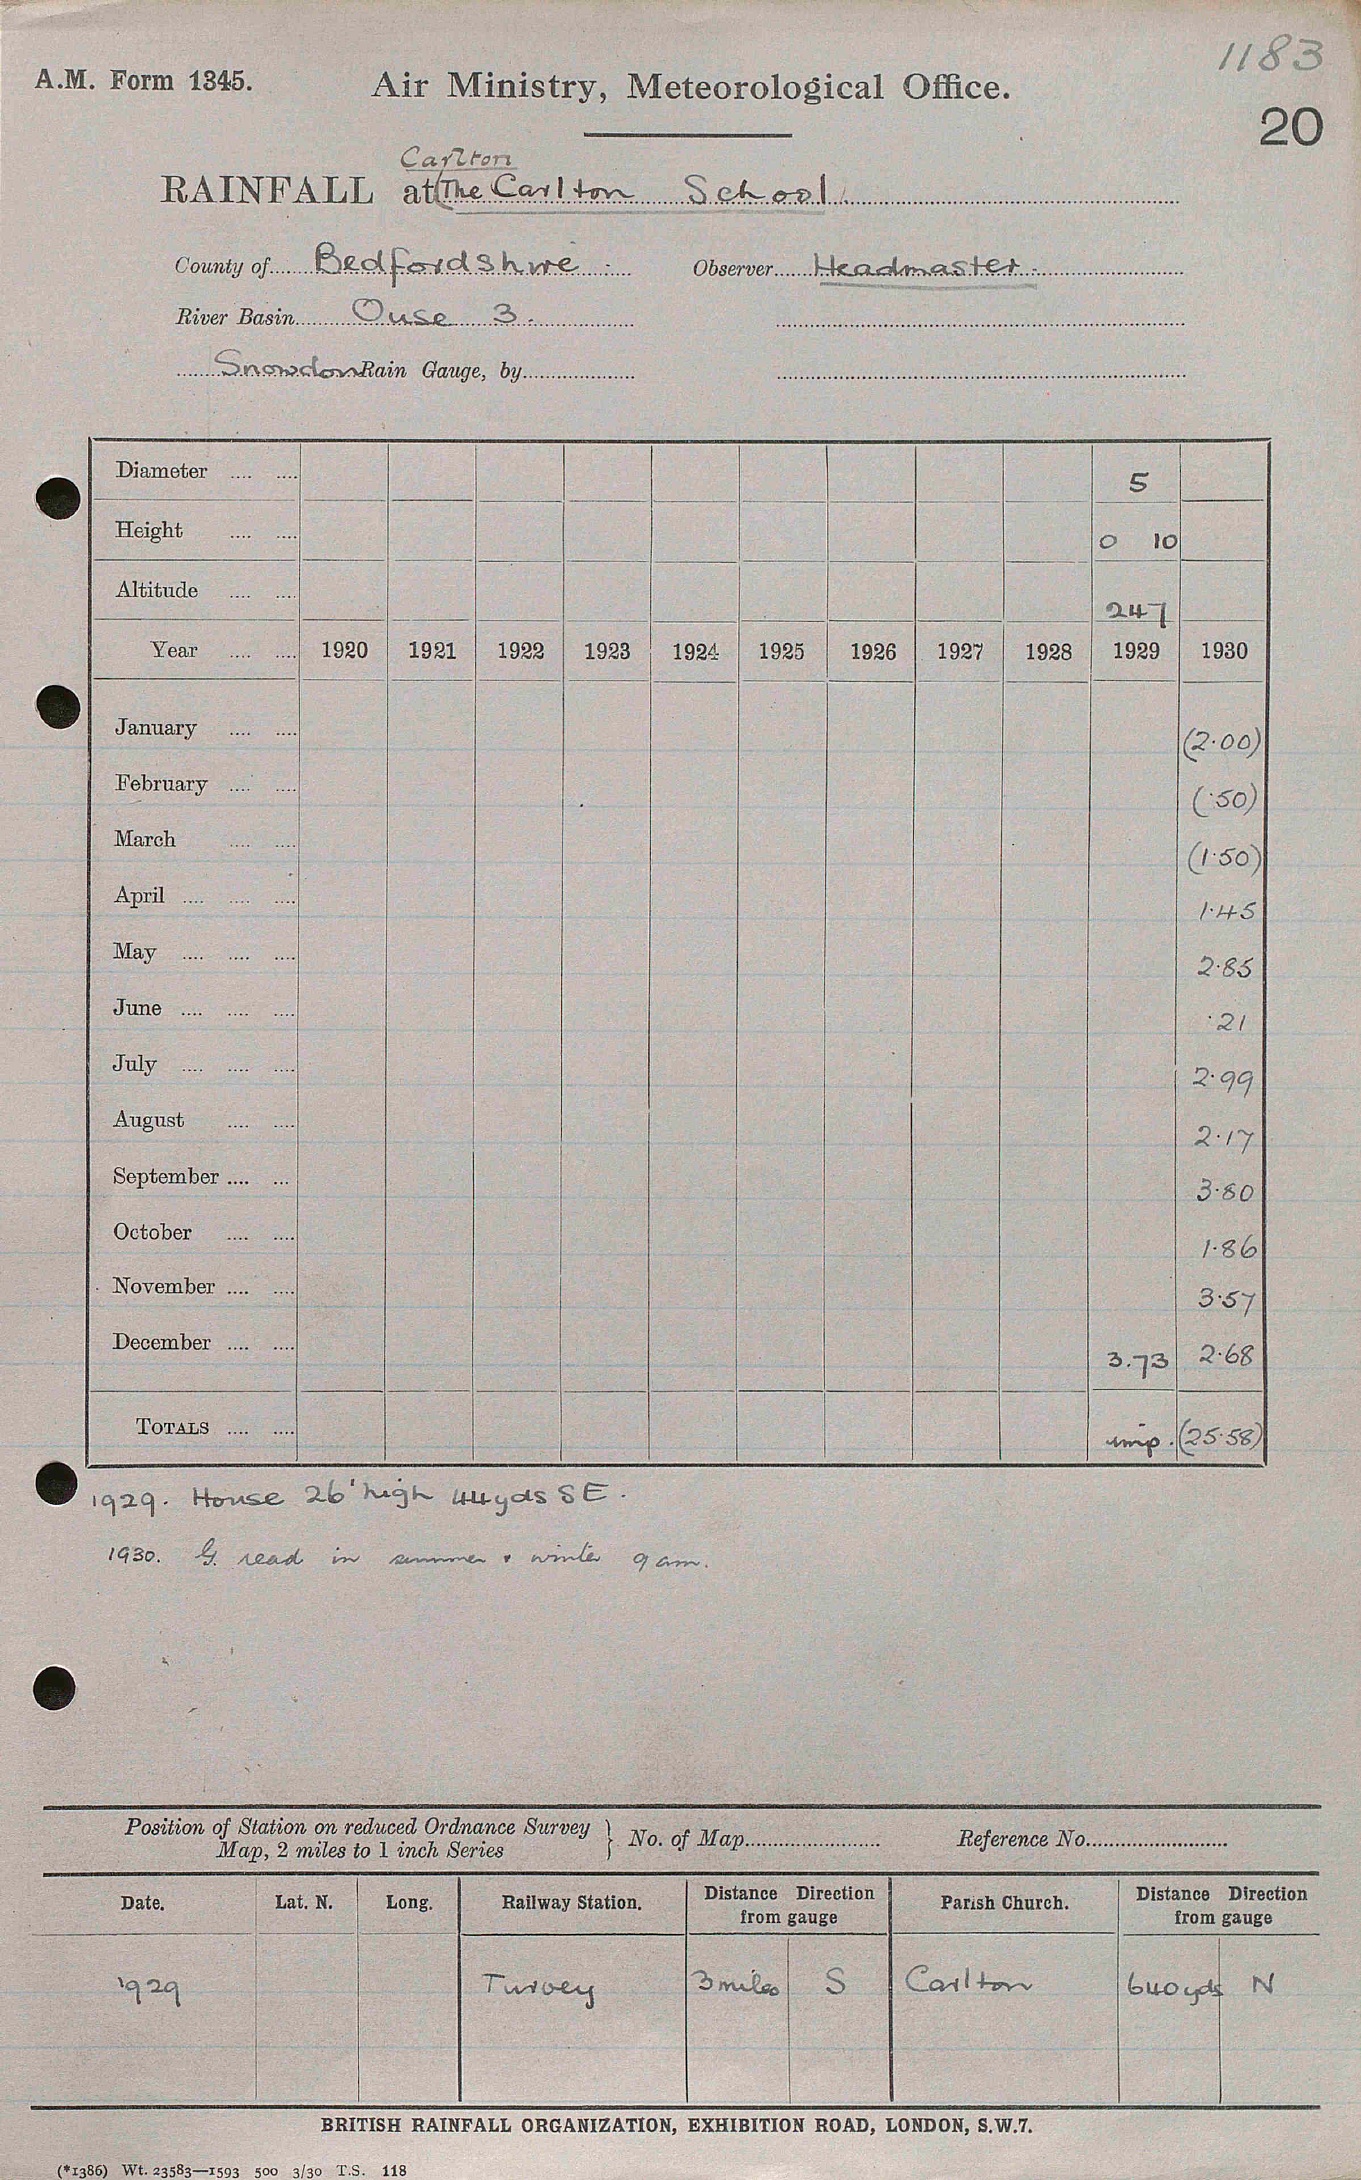 1183
A.M. Form 1345.
Air Ministry, Meteorological Office.
20
Carlton
RAINFALL at (The Carlton School.
County of Bedfordshire. Observer Headmaster.
River Basin Ouse 3.
Snowdon Rain Gauge, by
Diameter .... .... 5
Height .... .... 0 10
Altitude .... .... 247
Year .... .... 1920 1921 1922 1923 1924 1925 1926 1927 1928 1929 1930
January .... .... (2·00)
February .... .... (·50)
March .... .... (1·50)
April .... .... .... 1·45
May .... .... .... 2·85
June .... .... .... ·21
July .... .... .... 2·99
August .... .... 2·17
September .... ... 3·80
October .... .... 1·86
November .... .... 3·57
December .... .... 3.73 2·68
TOTALS .... .... imp. (25·58)
1929. House 26' high 44yds SE.
1930. G. read in summer & winter 9 am.
Position of Station on reduced Ordnance Survey
Map, 2 miles to 1 inch Series } No. of Map Reference No.
Date. Lat. N. Long. Railway Station. Distance Direction from gauge Parish Church. Distance Direction from gauge
1929 Turvey 3 miles S Carlton 640 yds N
BRITISH RAINFALL ORGANIZATION, EXHIBITION ROAD, LONDON, S.W.7.
(*1386) Wt. 23583—1593 500 3/30 T.S. 118